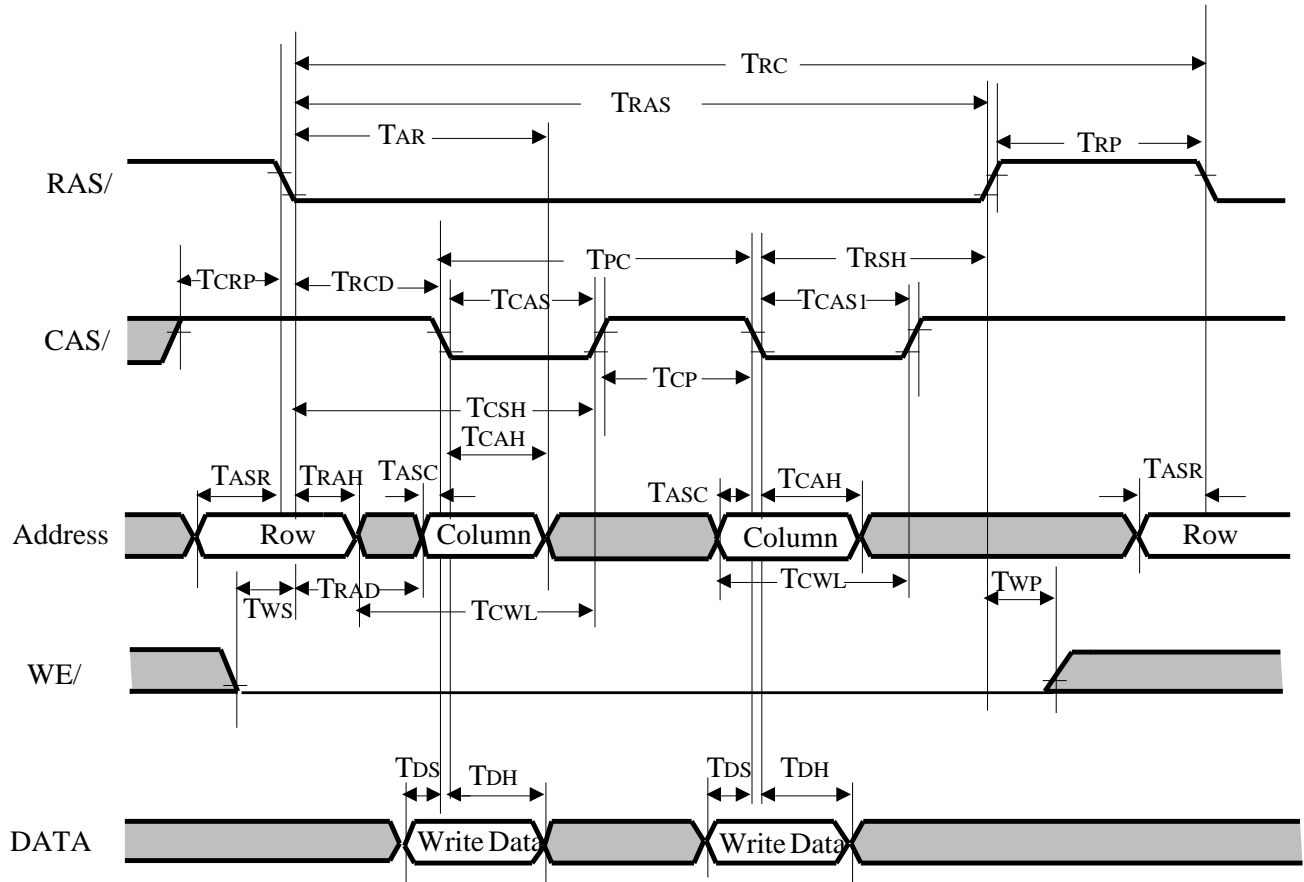 TRC
TRAS
TAR
TRP
RAS/
TPC
TRSH
TCRP
TRCD
TCAS
TCAS1
CAS/
TCP
TCSH
TCAH
TASR
TRAH
TASC
TASC
TCAH
TASR
Address
Row
Column
Column
Row
TWS
TRAD
TCWL
TCWL
TWP
WE/
TDS
TDH
TDS
TDH
DATA
Write Data
Write Data